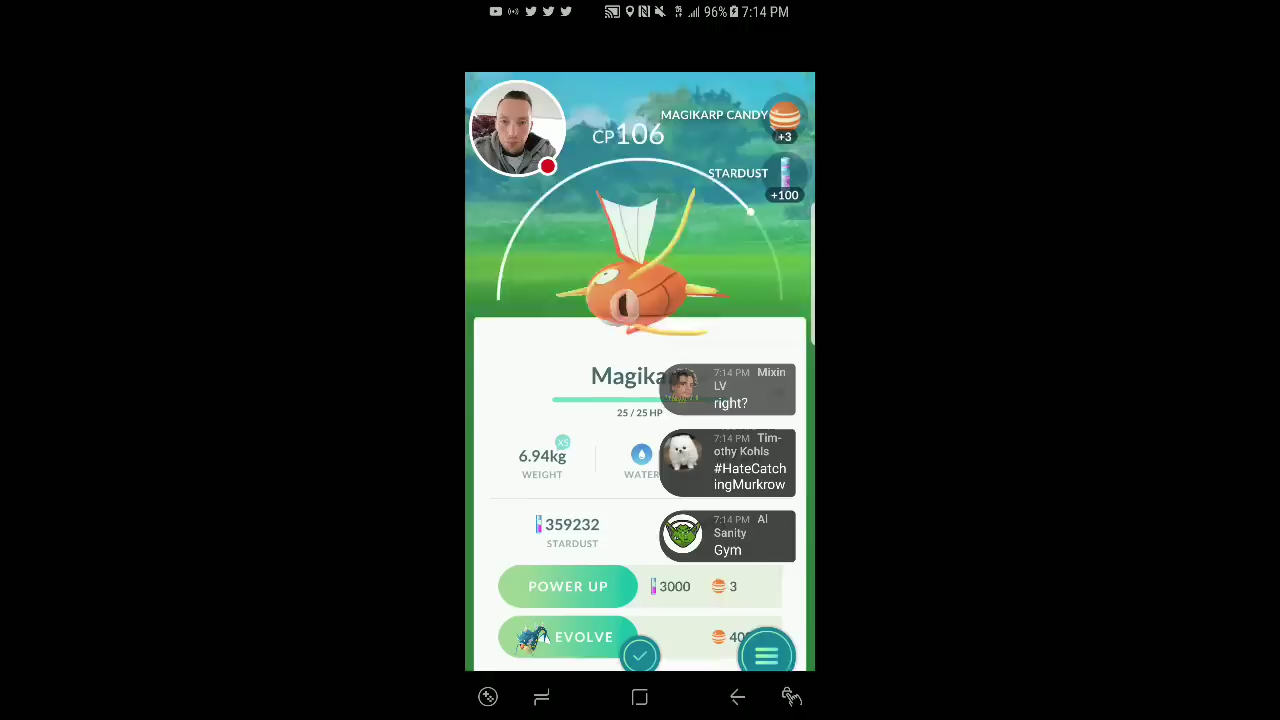 96% 7:14 PM
MAGIKARP CANDY
+3
CP106
STARDUST
+100
Magika
25 / 25 HP
XS
6.94kg
WEIGHT
WATER
359232
STARDUST
7:14 PM Mixin
LV
right?
7:14 PM Tim-
othy Kohls
#HateCatch
ingMurkrow
7:14 PM Al
Sanity
Gym
POWER UP 3000 3
EVOLVE